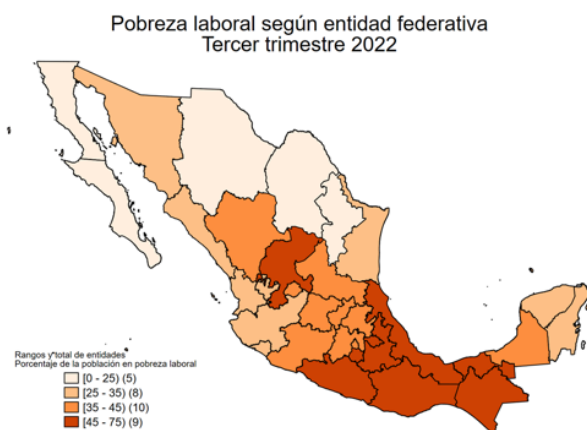 Pobreza laboral según entidad federativa
Tercer trimestre 2022
Rangos y*total de entidades
Porcentaje de la población en pobreza laboral
[0 - 25) (5)
[25 - 35) (8)
[35 - 45) (10)
[45 - 75) (9)